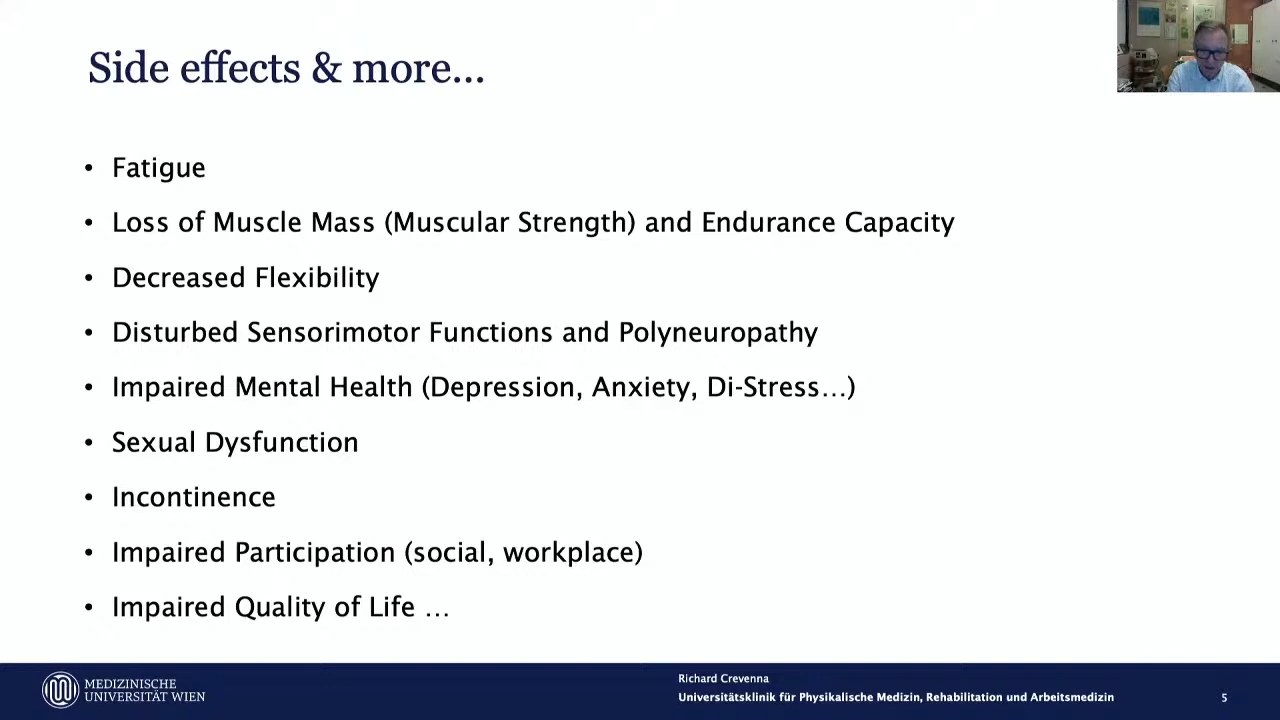 Side effects & more...
• Fatigue
• Loss of Muscle Mass (Muscular Strength) and Endurance Capacity
• Decreased Flexibility
• Disturbed Sensorimotor Functions and Polyneuropathy
• Impaired Mental Health (Depression, Anxiety, Di-Stress...)
• Sexual Dysfunction
• Incontinence
• Impaired Participation (social, workplace)
• Impaired Quality of Life ...
MEDIZINISCHE
UNIVERSITÄT WIEN
Richard Crevenna
Universitätsklinik für Physikalische Medizin, Rehabilitation und Arbeitsmedizin
5